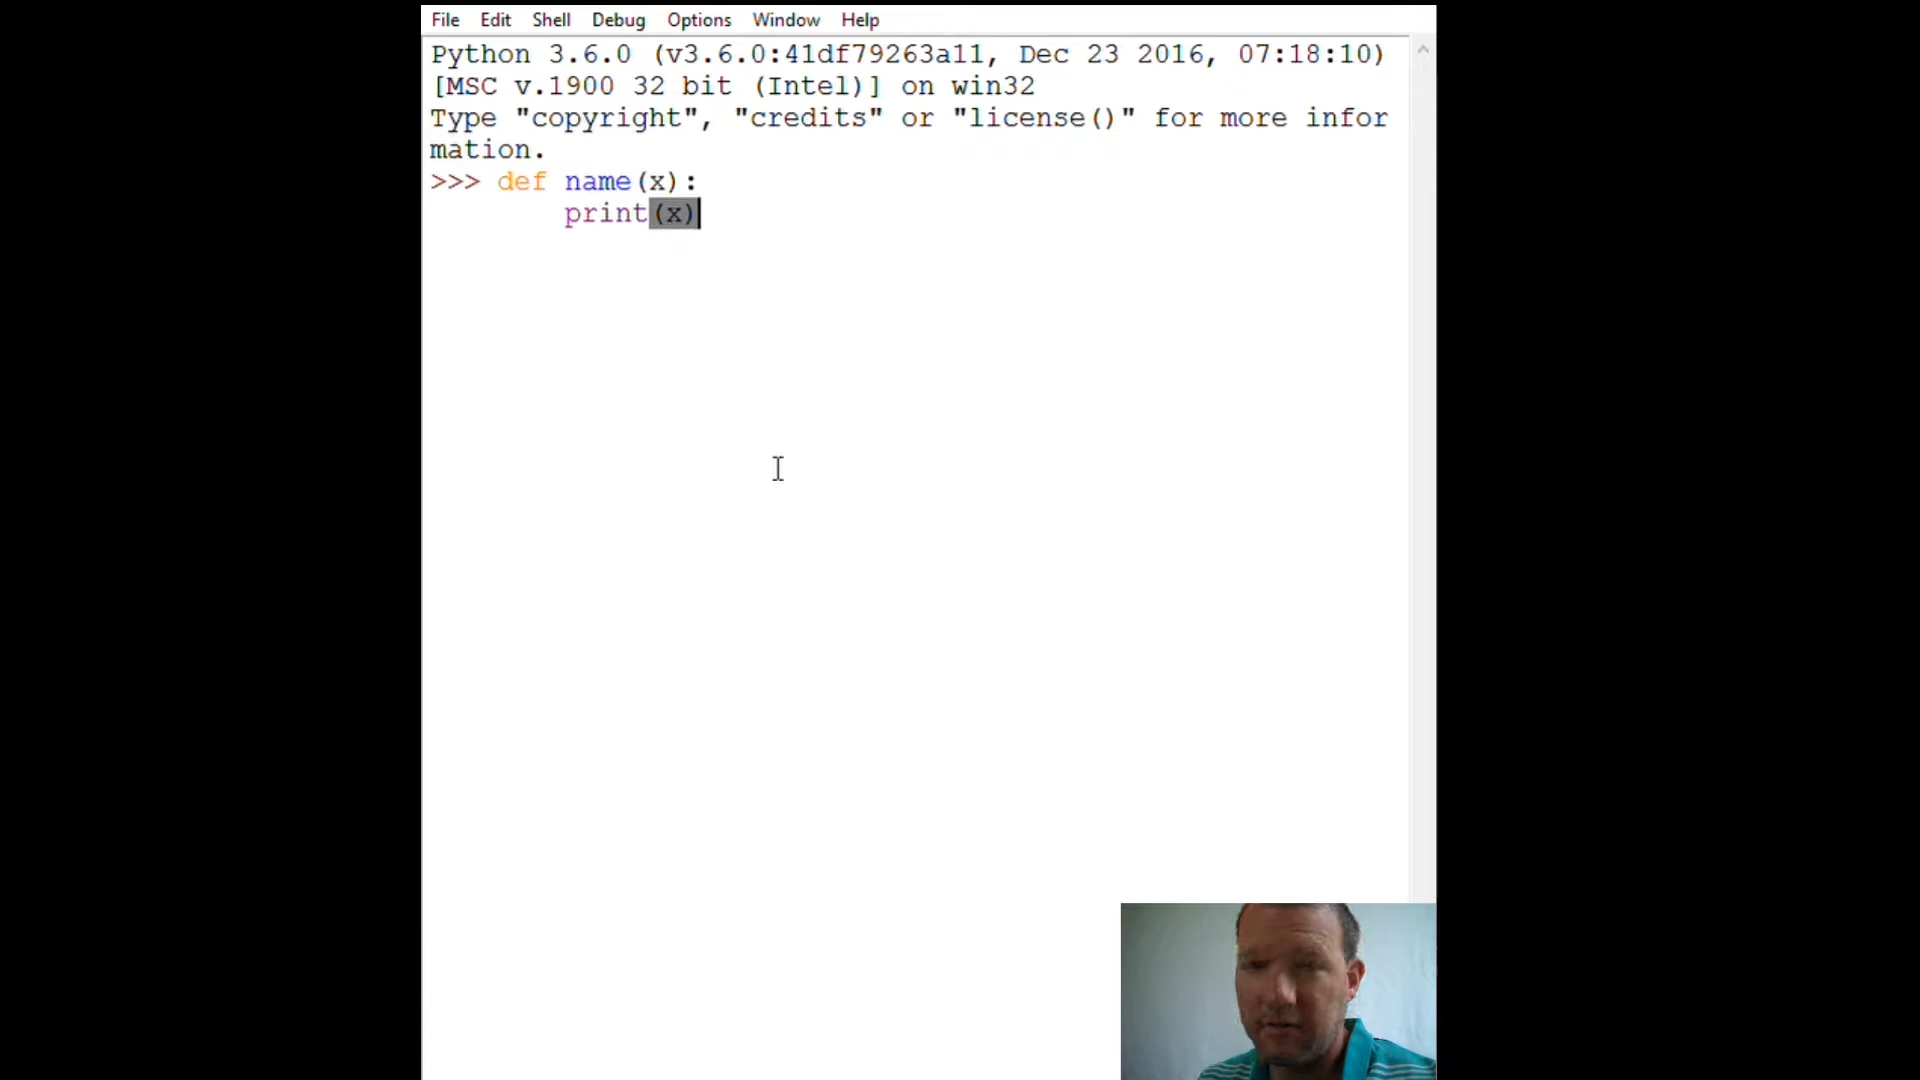 File Edit Shell Debug Options Window Help
Python 3.6.0 (v3.6.0:41df79263a11, Dec 23 2016, 07:18:10)
[MSC v.1900 32 bit (Intel)] on win32
Type "copyright", "credits" or "license()" for more infor
mation.
>>> def name(x):
        print(x)